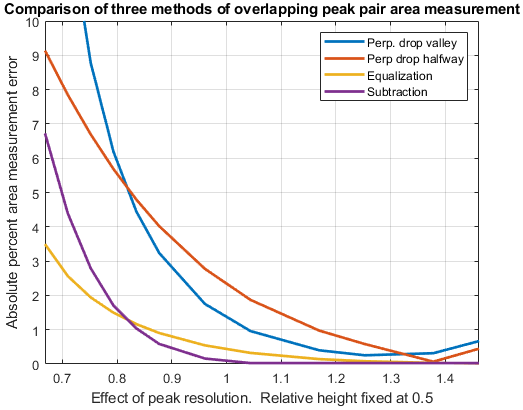 Comparison of three methods of overlapping peak pair area measurement
Absolute percent area measurement error
10
9
8
7
6
5
4
3
2
1
0
Perp. drop valley
Perp drop halfway
Equalization
Subtraction
0.7 0.8 0.9 1 1.1 1.2 1.3 1.4
Effect of peak resolution. Relative height fixed at 0.5